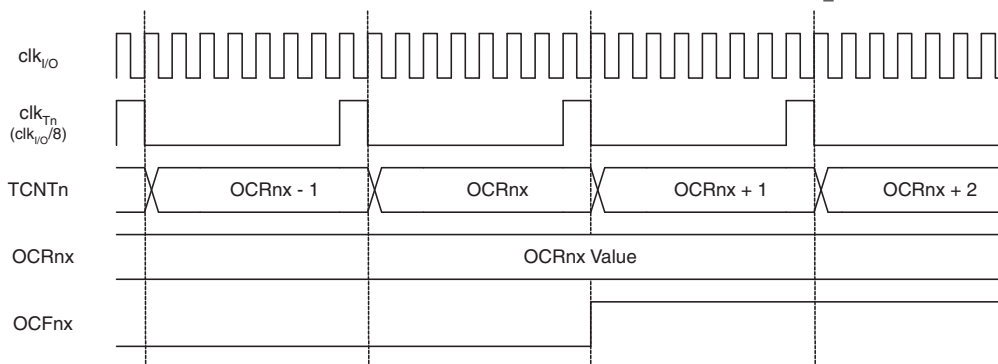 clkI/O
clkTn
(clkI/O/8)
TCNTn OCRnx - 1 OCRnx OCRnx + 1 OCRnx + 2
OCRnx OCRnx Value
OCFnx